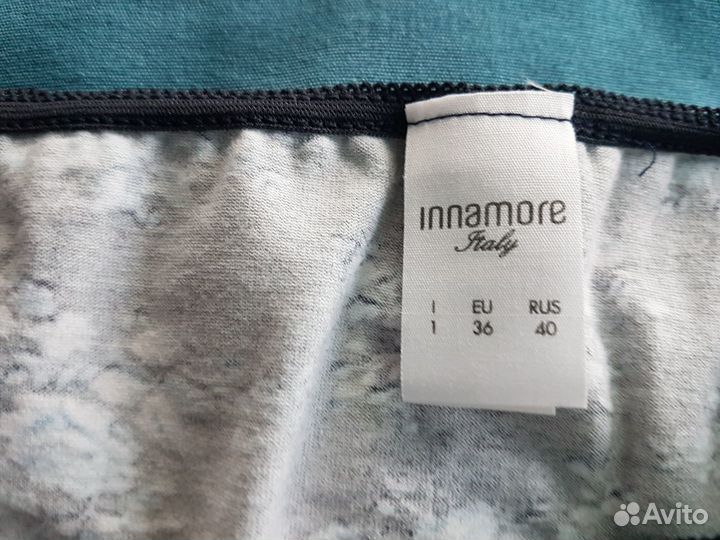 innamore
Italy
I EU RUS
1 36 40
Avito